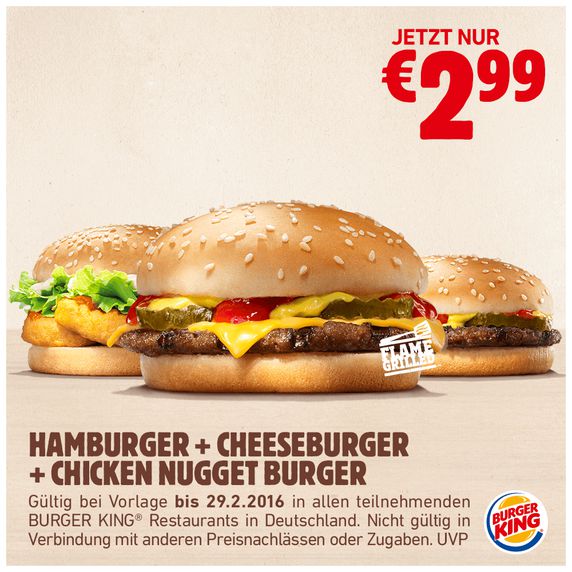 JETZT NUR
€2.99
FLAME
GRILLED
HAMBURGER + CHEESEBURGER
+ CHICKEN NUGGET BURGER
Gültig bei Vorlage bis 29.2.2016 in allen teilnehmenden
BURGER KING® Restaurants in Deutschland. Nicht gültig in
Verbindung mit anderen Preisnachlässen oder Zugaben. UVP
BURGER
KING